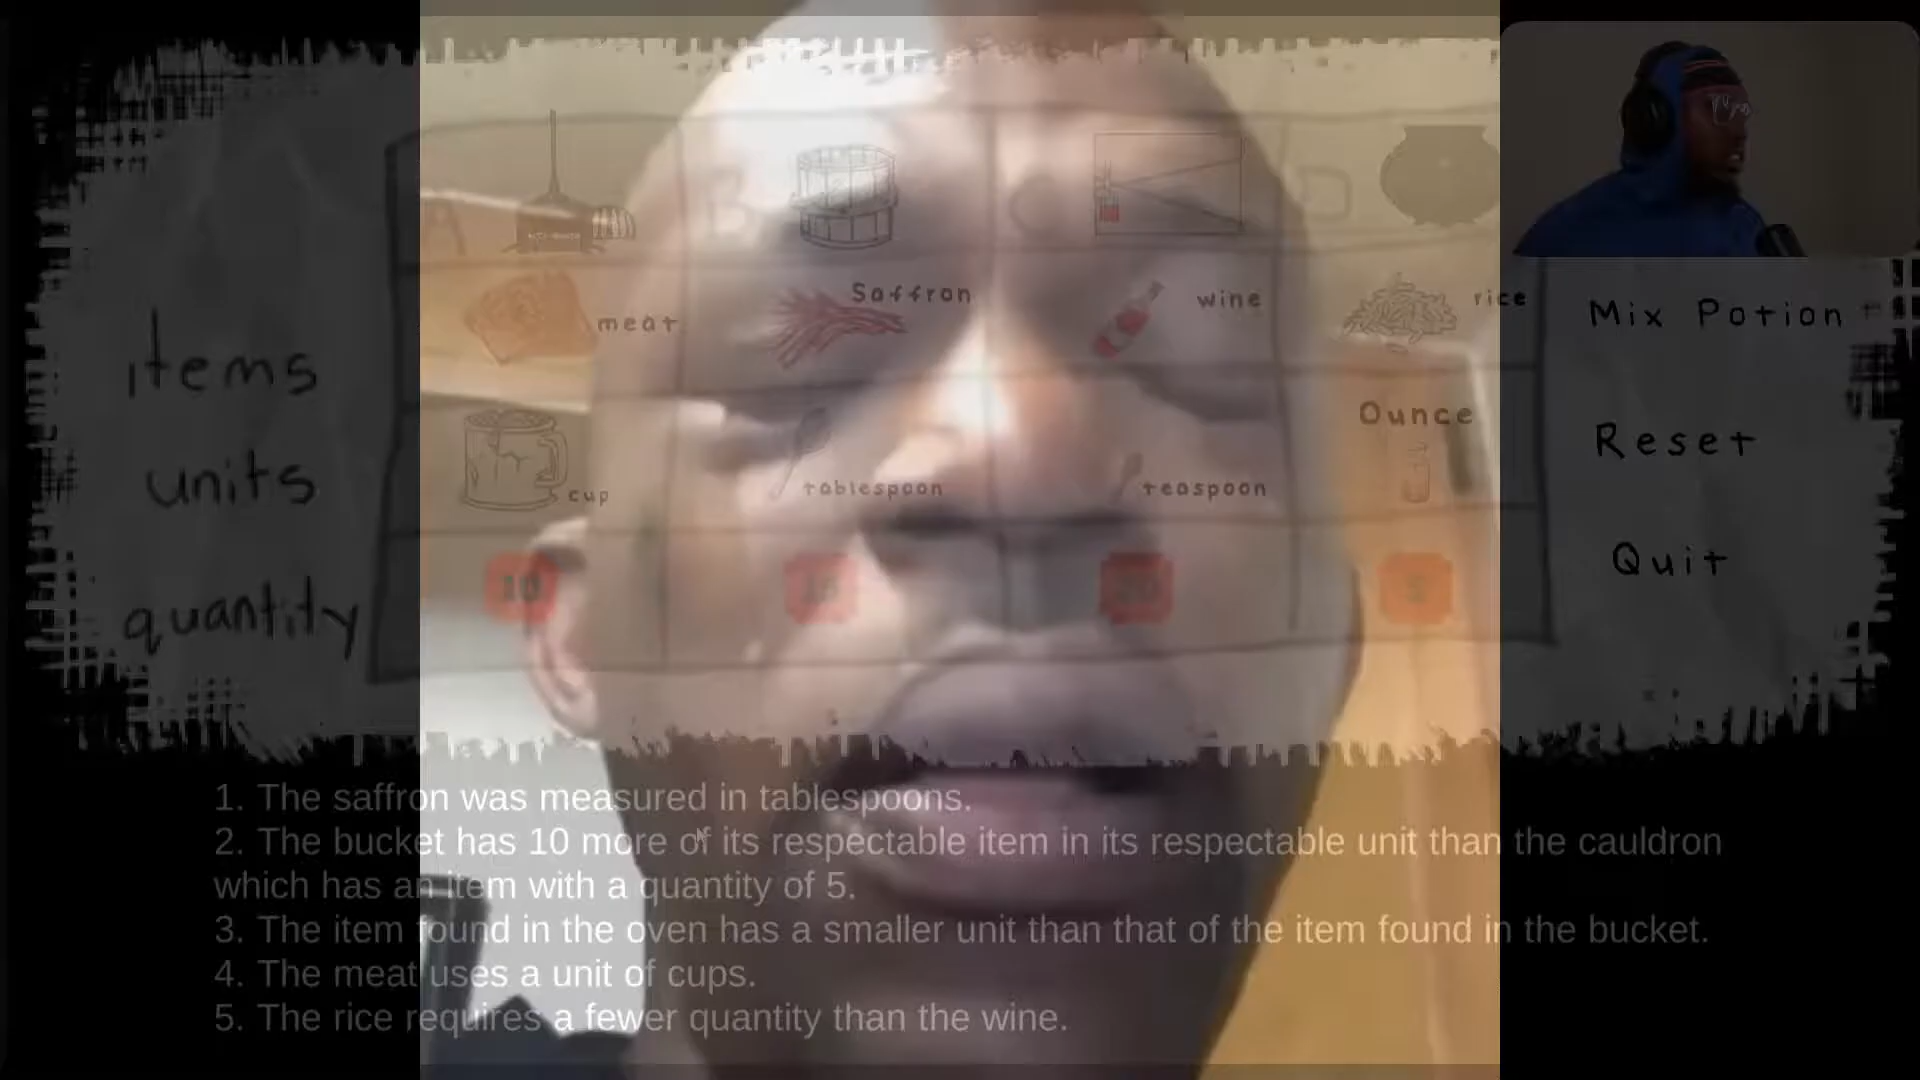 A
B
C
D
Saffron
wine
rice
meat
Mix Potion
items
Ounce
Reset
units
cup
tablespoon
teaspoon
Quit
10
15
20
5
quantity
1. The saffron was measured in tablespoons.
2. The bucket has 10 more of its respectable item in its respectable unit than the cauldron
which has an item with a quantity of 5.
3. The item found in the oven has a smaller unit than that of the item found in the bucket.
4. The meat uses a unit of cups.
5. The rice requires a fewer quantity than the wine.